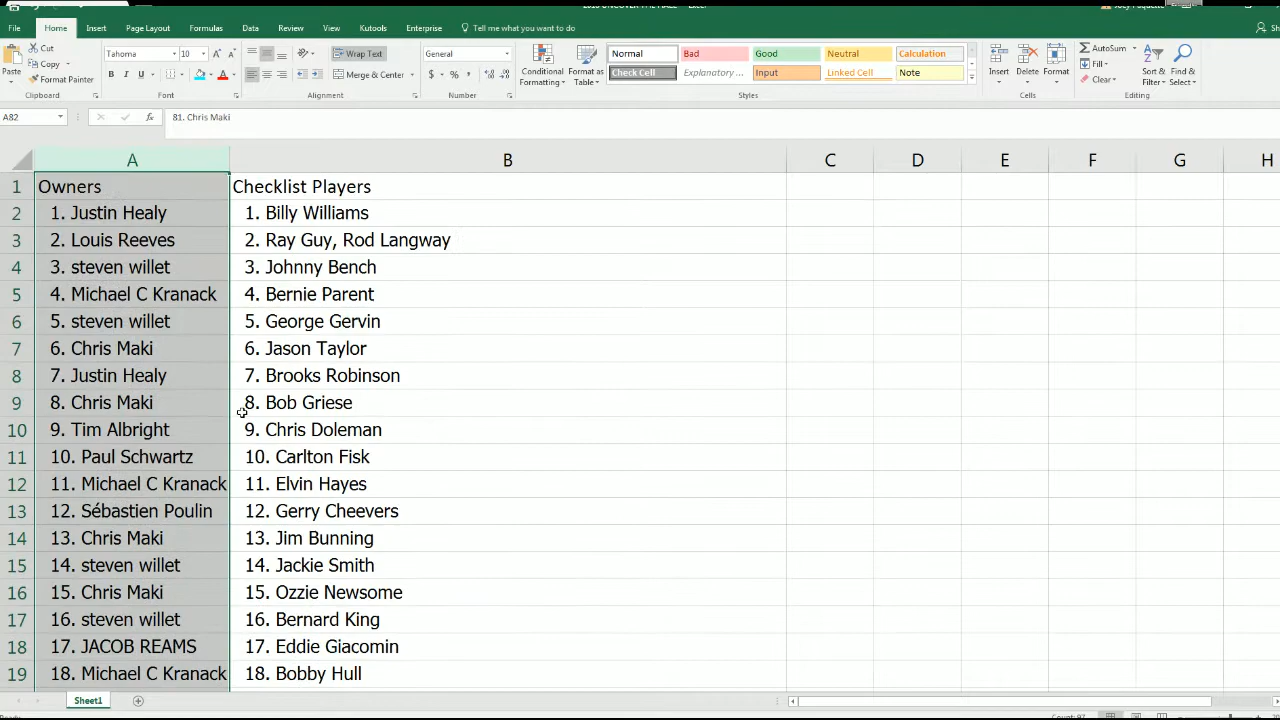 File Home Insert Page Layout Formulas Data Review View Kutools Enterprise Tell me what you want to do
Cut
Copy
Format Painter
Paste
Clipboard
Tahoma 10
B I U
Font
Wrap Text
Merge & Center
Alignment
General
$ % ,
Number
Conditional Formatting
Format as Table
Normal Bad Good Neutral Calculation
Check Cell Explanatory ... Input Linked Cell Note
Styles
Insert Delete Format
Cells
AutoSum
Fill
Clear
Sort & Filter
Find & Select
Editing
A82 fx 81. Chris Maki
A B C D E F G H
1 Owners Checklist Players
2 1. Justin Healy 1. Billy Williams
3 2. Louis Reeves 2. Ray Guy, Rod Langway
4 3. steven willet 3. Johnny Bench
5 4. Michael C Kranack 4. Bernie Parent
6 5. steven willet 5. George Gervin
7 6. Chris Maki 6. Jason Taylor
8 7. Justin Healy 7. Brooks Robinson
9 8. Chris Maki 8. Bob Griese
10 9. Tim Albright 9. Chris Doleman
11 10. Paul Schwartz 10. Carlton Fisk
12 11. Michael C Kranack 11. Elvin Hayes
13 12. Sébastien Poulin 12. Gerry Cheevers
14 13. Chris Maki 13. Jim Bunning
15 14. steven willet 14. Jackie Smith
16 15. Chris Maki 15. Ozzie Newsome
17 16. steven willet 16. Bernard King
18 17. JACOB REAMS 17. Eddie Giacomin
19 18. Michael C Kranack 18. Bobby Hull
Sheet1